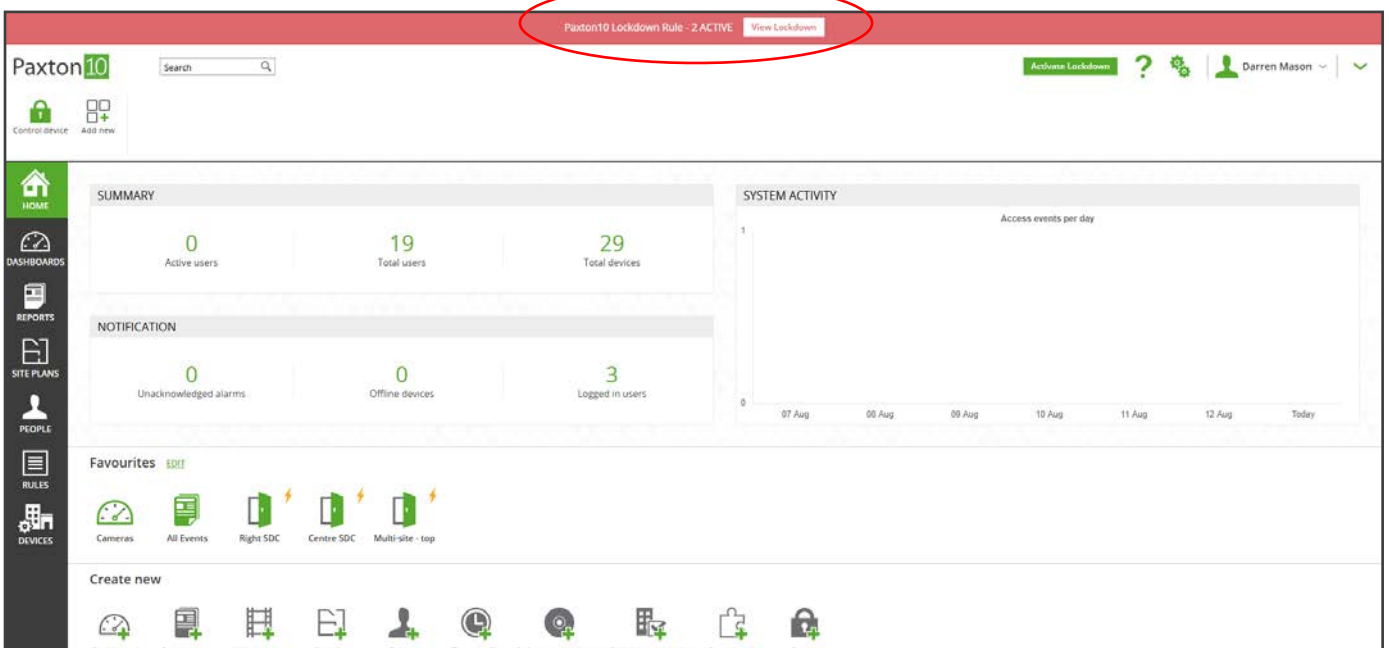 Paxton10 Lockdown Rule - 2 ACTIVE View Lockdown
Paxton10
Search
Activate Lockdown
?
Darren Mason
Control device
Add new
HOME
DASHBOARDS
REPORTS
SITE PLANS
PEOPLE
RULES
DEVICES
SUMMARY
0
Active users
19
Total users
29
Total devices
NOTIFICATION
0
Unacknowledged alarms
0
Offline devices
3
Logged in users
SYSTEM ACTIVITY
Access events per day
1
0
07 Aug 08 Aug 09 Aug 10 Aug 11 Aug 12 Aug Today
Favourites EDIT
Cameras
All Events
Right SDC
Centre SDC
Multi-site - top
Create new